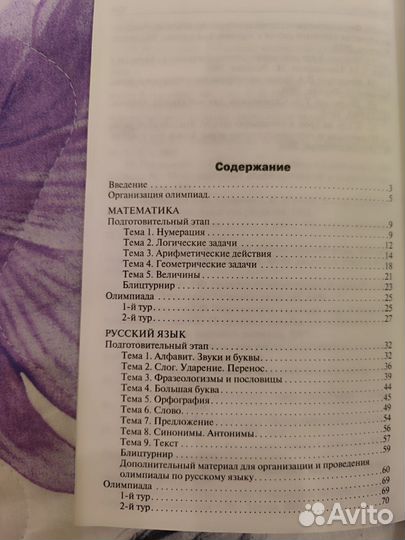 Содержание
Введение 3
Организация олимпиад. 5
МАТЕМАТИКА
Подготовительный этап 9
Тема 1. Нумерация 9
Тема 2. Логические задачи 12
Тема 3. Арифметические действия 14
Тема 4. Геометрические задачи 18
Тема 5. Величины 21
Блицтурнир 23
Олимпиада 25
1-й тур 25
2-й тур 27
РУССКИЙ ЯЗЫК
Подготовительный этап 32
Тема 1. Алфавит. Звуки и буквы 32
Тема 2. Слог. Ударение. Перенос 36
Тема 3. Фразеологизмы и пословицы 39
Тема 4. Большая буква 44
Тема 5. Орфография 45
Тема 6. Слово 49
Тема 7. Предложение 54
Тема 8. Синонимы. Антонимы 56
Тема 9. Текст 57
Блицтурнир 59
Дополнительный материал для организации и проведения
олимпиады по русскому языку 60
Олимпиада 69
1-й тур 69
2-й тур 70
Avito